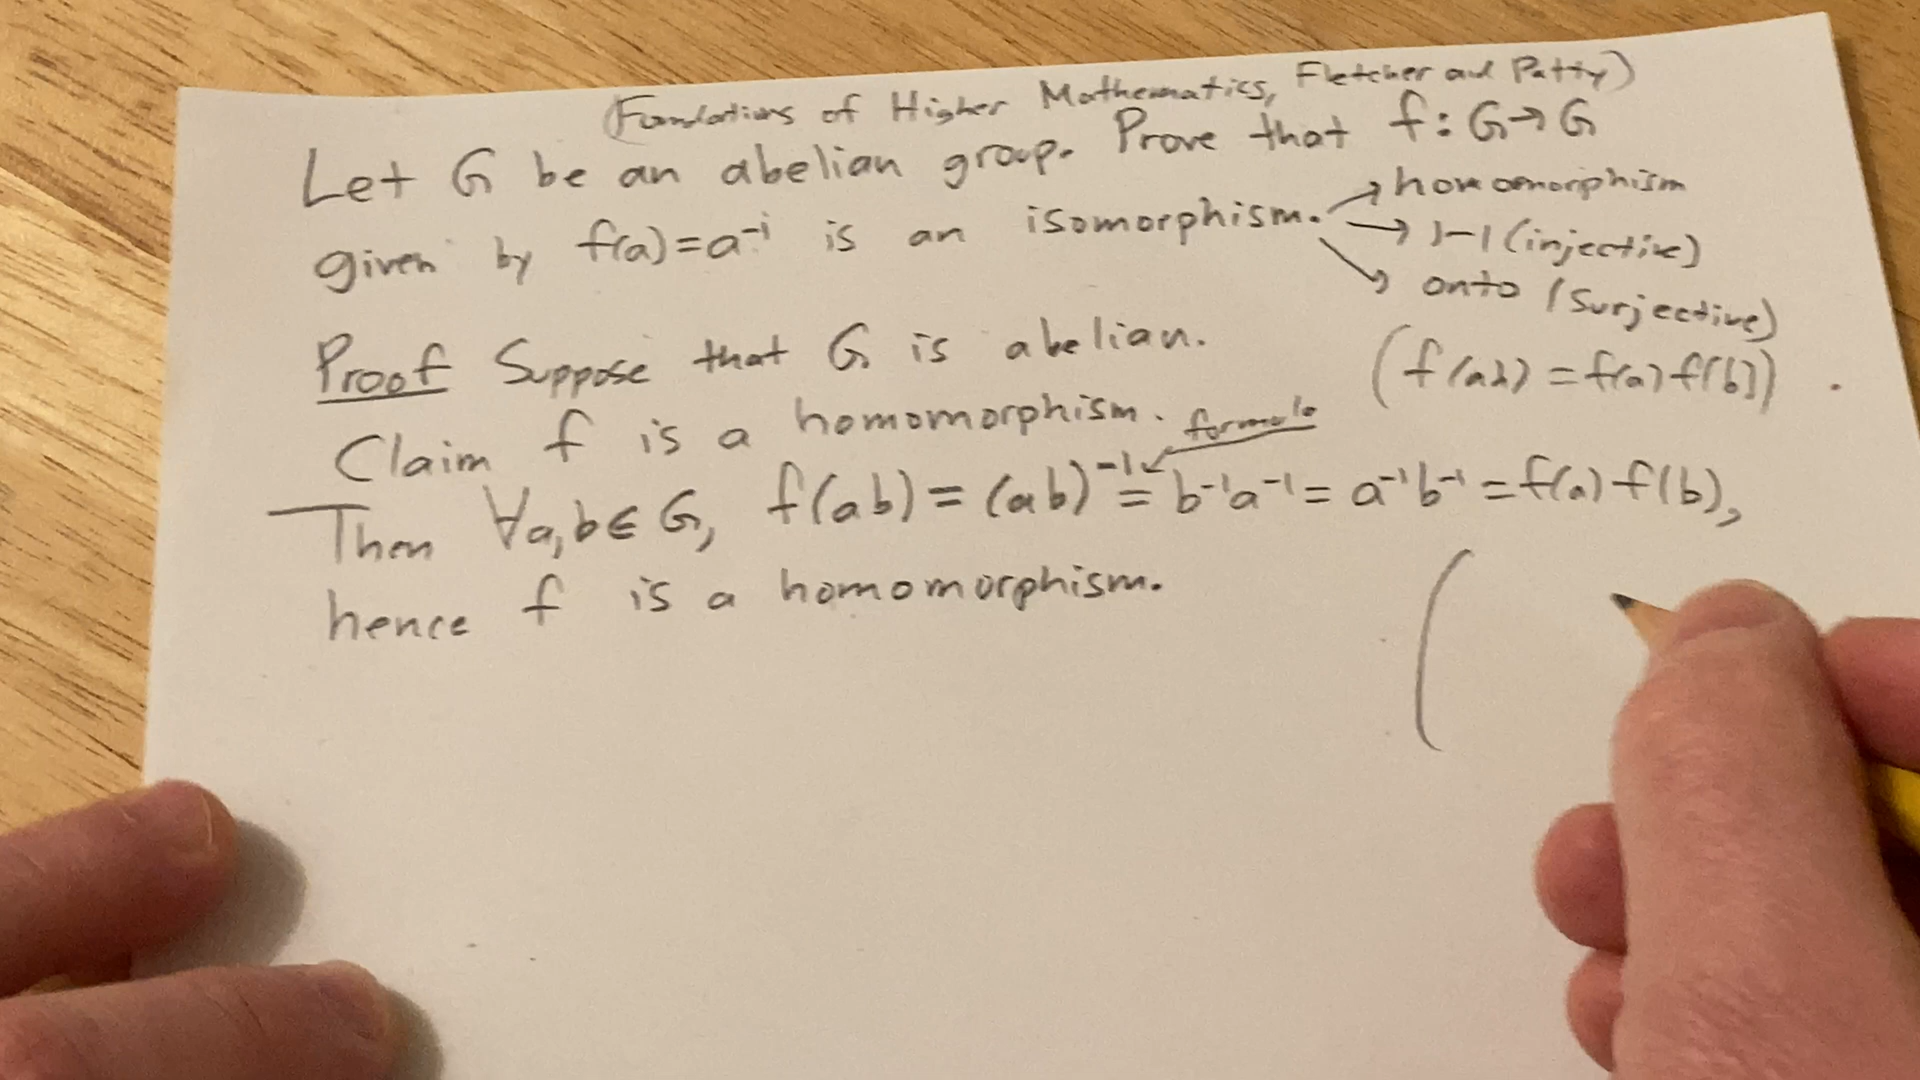 (Foundations of Higher Mathematics, Fletcher and Patty)
Let G be an abelian group. Prove that f: G→G
given by f(a)=a⁻¹ is an isomorphism. → homomorphism
→ 1-1 (injective)
→ onto (surjective)
Proof Suppose that G is abelian.
(f(ab) = f(a) f(b))
Claim f is a homomorphism. formula
Then ∀a,b∈G, f(ab) = (ab)⁻¹ = b⁻¹a⁻¹ = a⁻¹b⁻¹ = f(a) f(b),
hence f is a homomorphism.
(